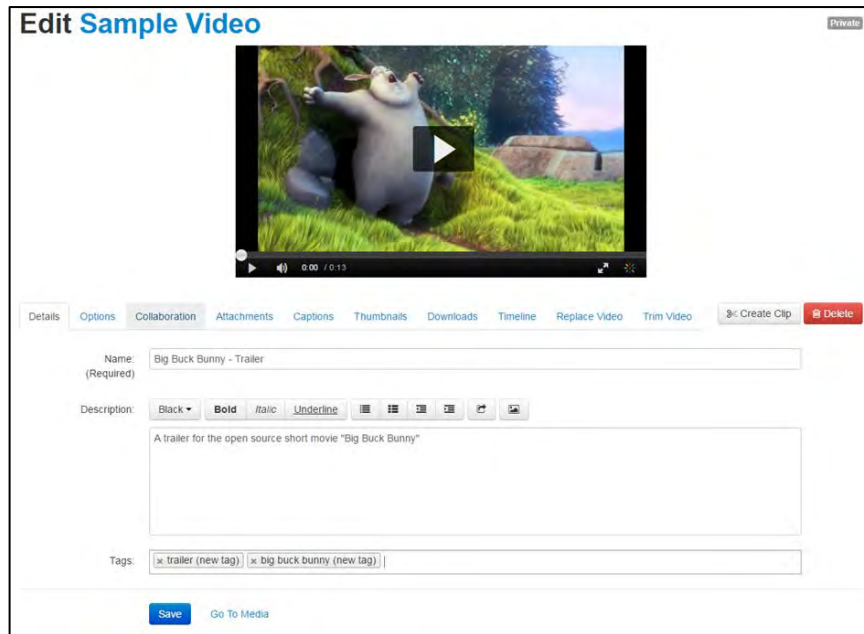 Edit Sample Video
Private
0:00 / 0:13
Details Options Collaboration Attachments Captions Thumbnails Downloads Timeline Replace Video Trim Video Create Clip Delete
Name: Big Buck Bunny - Trailer
(Required)
Description: Black Bold Italic Underline
A trailer for the open source short movie "Big Buck Bunny"
Tags: × trailer (new tag) × big buck bunny (new tag)
Save Go To Media